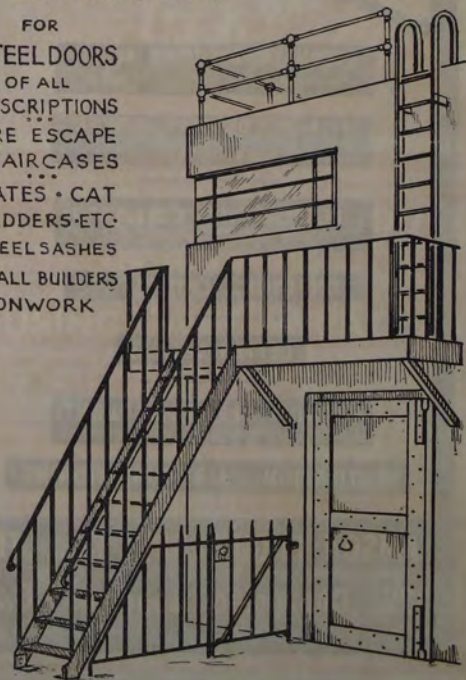 FOR
TEEL DOORS
OF ALL
SCRIPTIONS
RE ESCAPE
AIRCASES
ATES • CAT
DDERS • ETC •
EEL SASHES
ALL BUILDERS
ONWORK